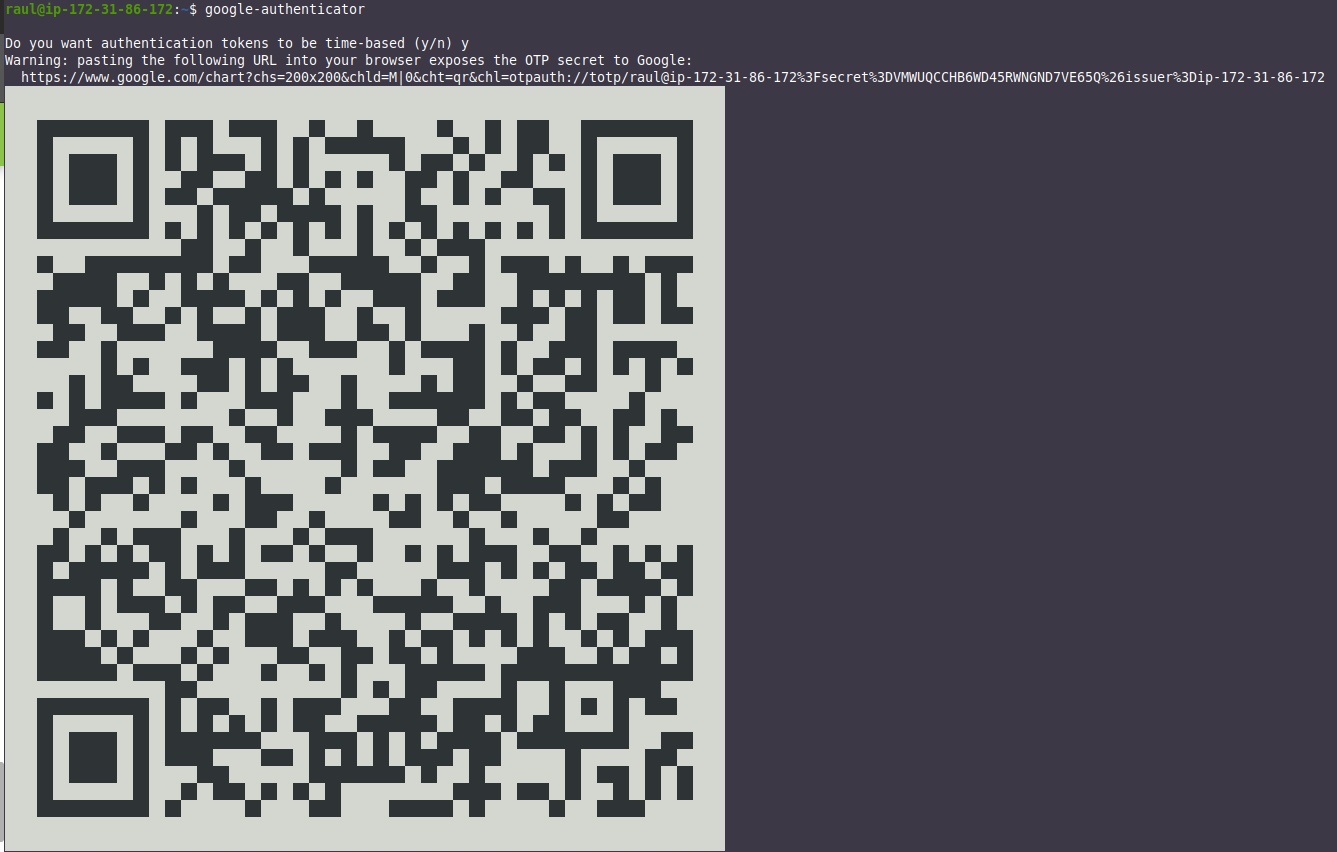 raul@ip-172-31-86-172:~$ google-authenticator
Do you want authentication tokens to be time-based (y/n) y
Warning: pasting the following URL into your browser exposes the OTP secret to Google:
https://www.google.com/chart?chs=200x200&chld=M|0&cht=qr&chl=otpauth://totp/raul@ip-172-31-86-172%3Fsecret%3DVMWUQCCHB6WD45RWNGND7VE65Q%26issuer%3Dip-172-31-86-172